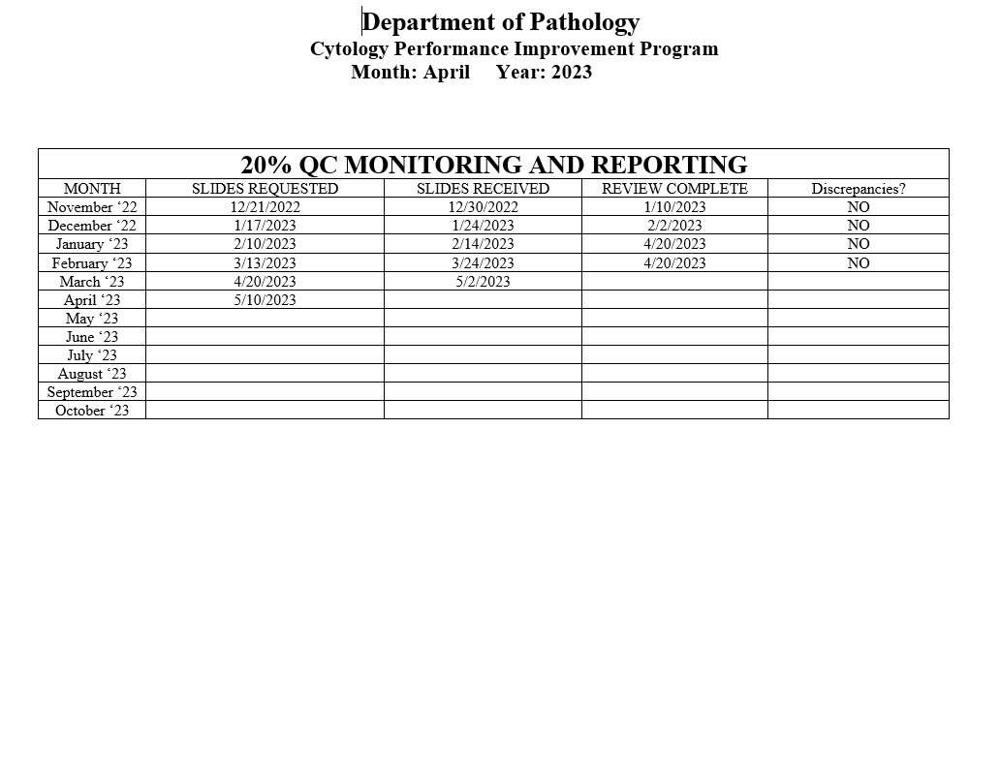 Department of Pathology
Cytology Performance Improvement Program
Month: April Year: 2023
20% QC MONITORING AND REPORTING
MONTH SLIDES REQUESTED SLIDES RECEIVED REVIEW COMPLETE Discrepancies?
November ‘22 12/21/2022 12/30/2022 1/10/2023 NO
December ‘22 1/17/2023 1/24/2023 2/2/2023 NO
January ‘23 2/10/2023 2/14/2023 4/20/2023 NO
February ‘23 3/13/2023 3/24/2023 4/20/2023 NO
March ‘23 4/20/2023 5/2/2023
April ‘23 5/10/2023
May ‘23
June ‘23
July ‘23
August ‘23
September ‘23
October ‘23